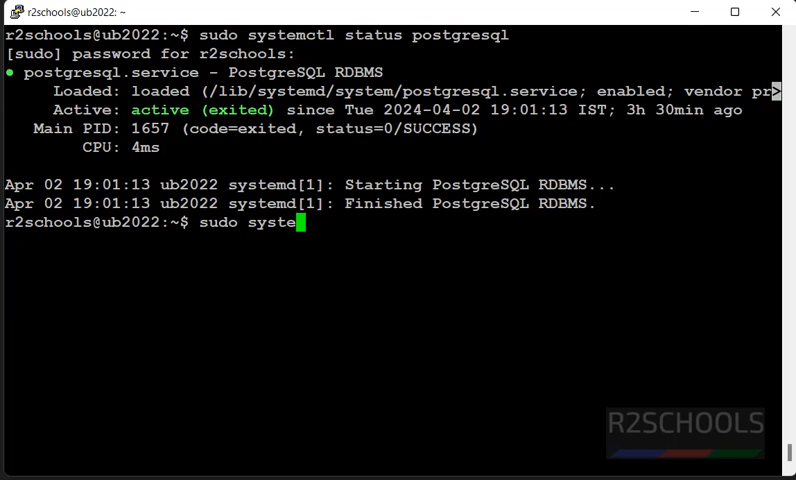 r2schools@ub2022: ~
r2schools@ub2022:~$ sudo systemctl status postgresql
[sudo] password for r2schools:
● postgresql.service - PostgreSQL RDBMS
Loaded: loaded (/lib/systemd/system/postgresql.service; enabled; vendor pr>
Active: active (exited) since Tue 2024-04-02 19:01:13 IST; 3h 30min ago
Main PID: 1657 (code=exited, status=0/SUCCESS)
CPU: 4ms
Apr 02 19:01:13 ub2022 systemd[1]: Starting PostgreSQL RDBMS...
Apr 02 19:01:13 ub2022 systemd[1]: Finished PostgreSQL RDBMS.
r2schools@ub2022:~$ sudo syste
R2SCHOOLS